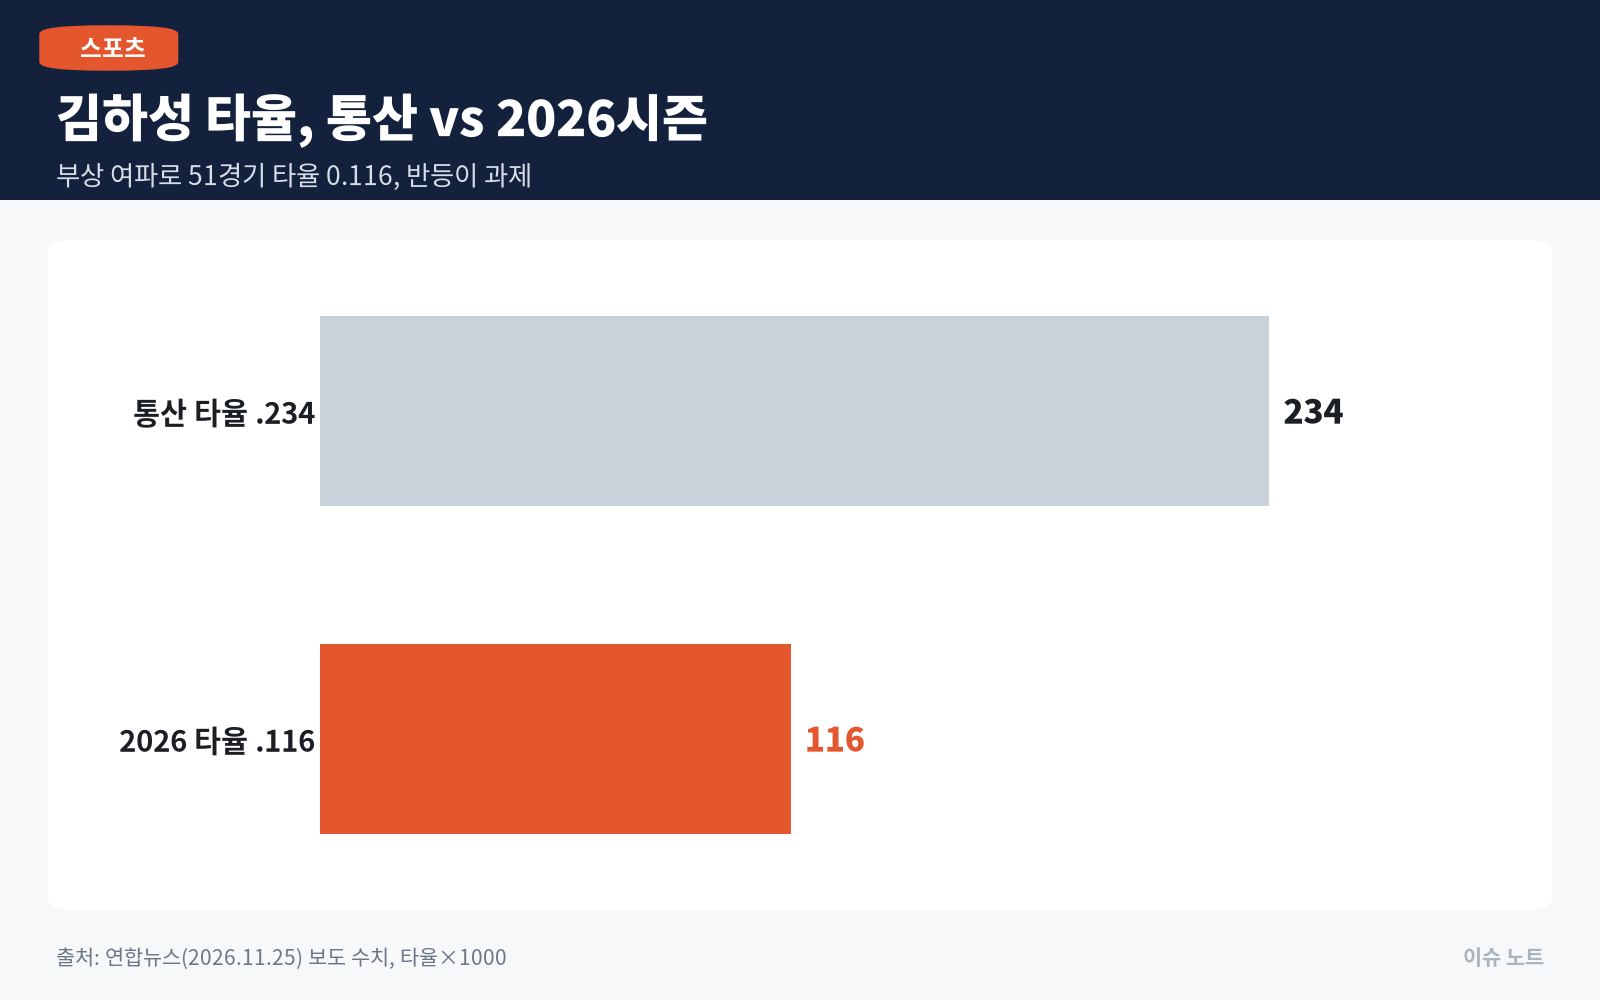 스포츠
김하성 타율, 통산 vs 2026시즌
부상 여파로 51경기 타율 0.116, 반등이 과제
통산 타율 .234
234
2026 타율 .116
116
출처: 연합뉴스(2026.11.25) 보도 수치, 타율×1000
이슈 노트